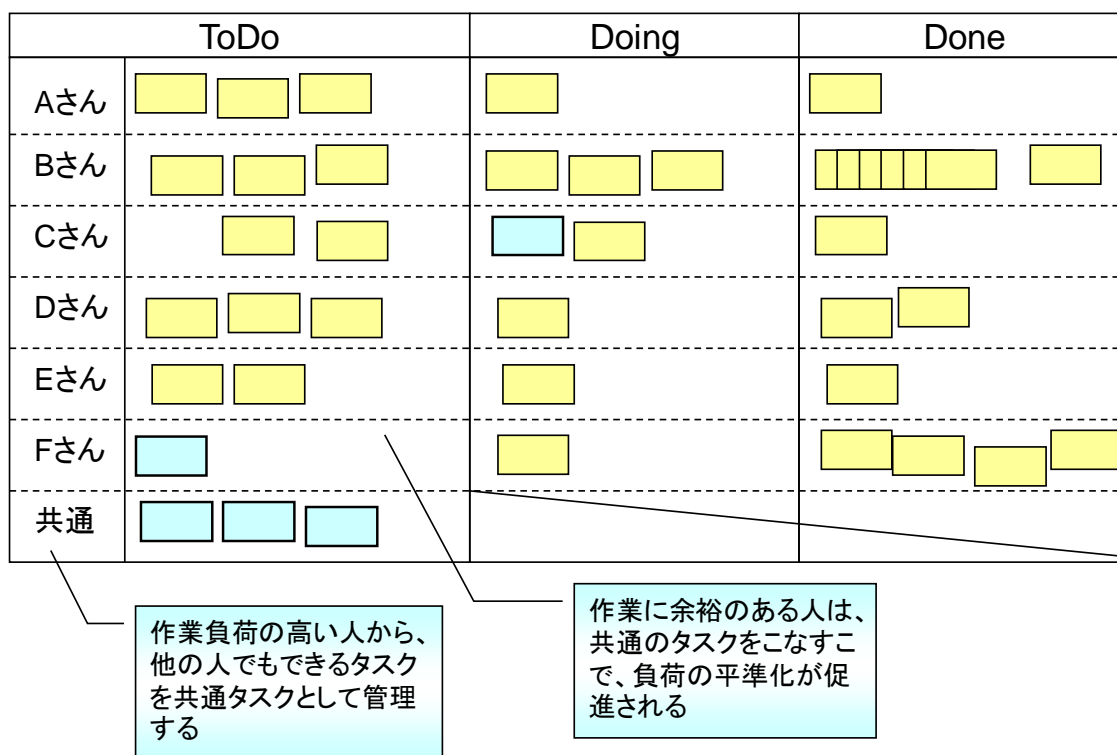 ToDo
Doing
Done
Aさん
Bさん
Cさん
Dさん
Eさん
Fさん
共通
作業負荷の高い人から、
他の人でもできるタスク
を共通タスクとして管理
する
作業に余裕のある人は、
共通のタスクをこなすこ
で、負荷の平準化が促
進される